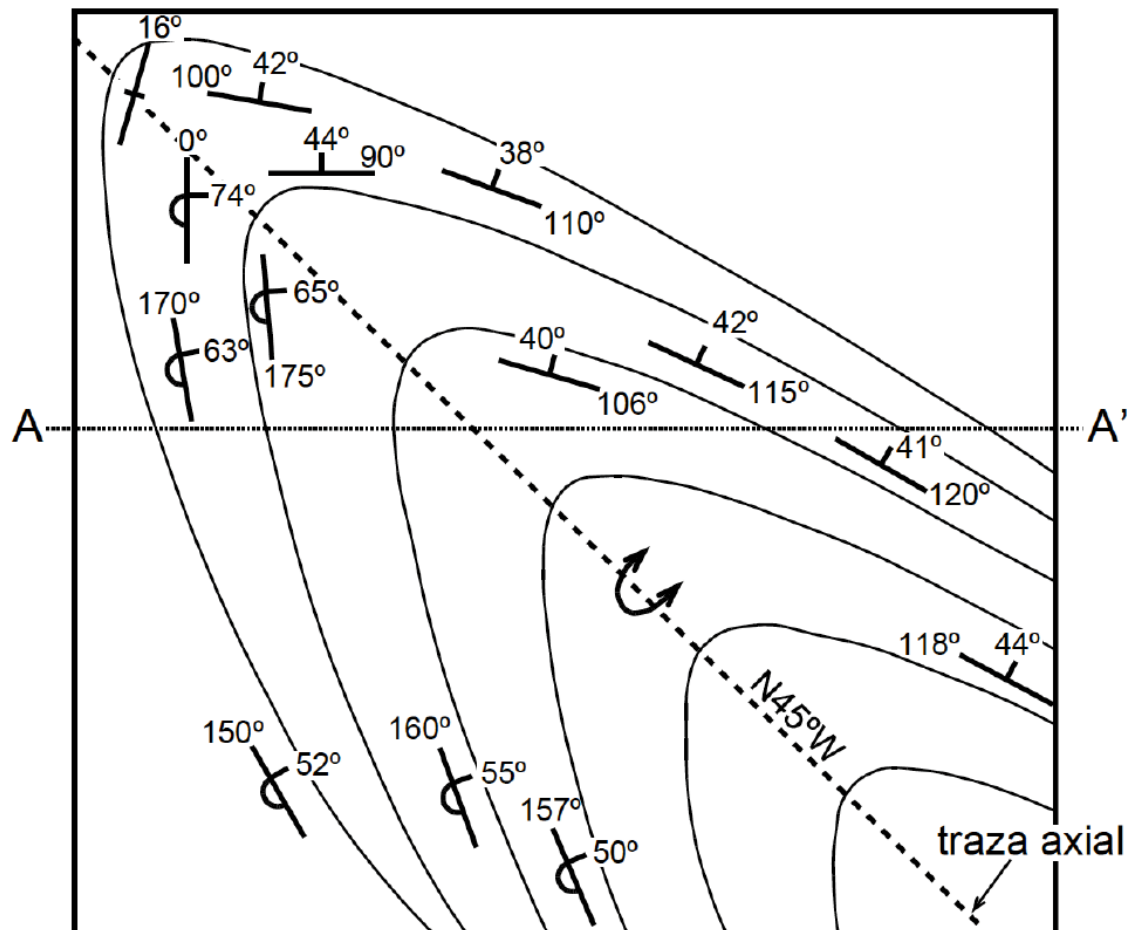 16º
42º
100º
0º
44º
90º
38º
74º
110º
65º
170º
42º
63º
40º
175º
106º
115º
A
A’
41º
120º
118º
44º
N45ºW
150º
160º
52º
55º
157º
50º
traza axial